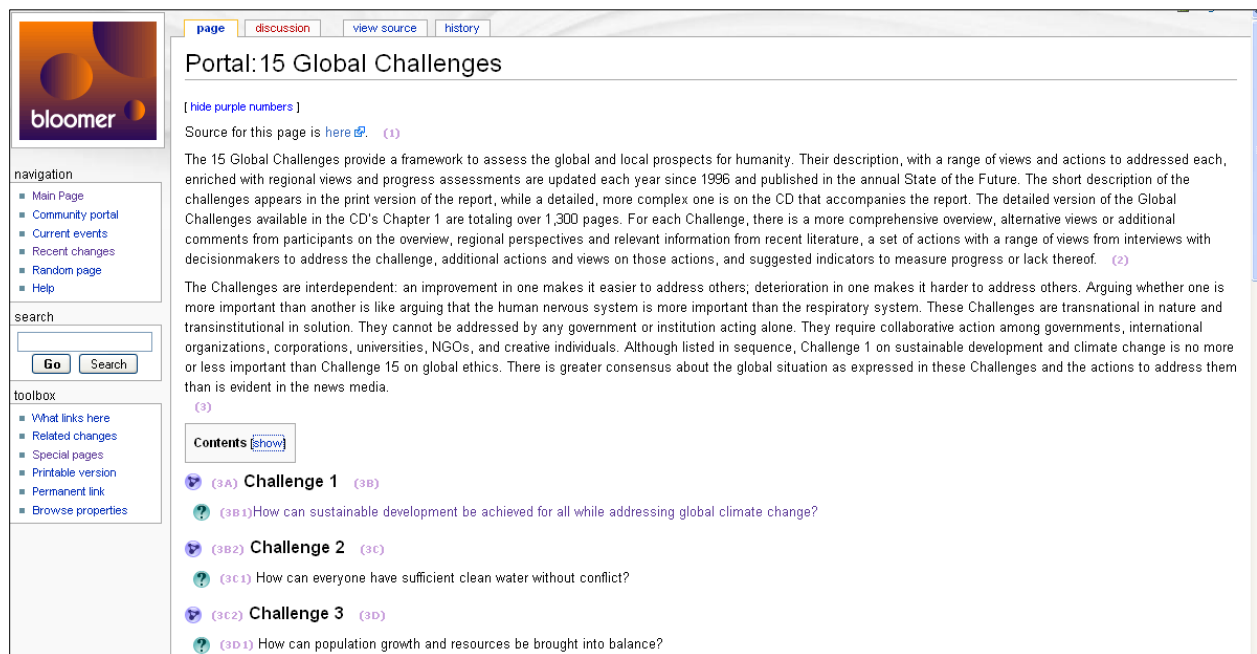 page discussion view source history
Portal:15 Global Challenges
[ hide purple numbers ]
Source for this page is here. (1)
The 15 Global Challenges provide a framework to assess the global and local prospects for humanity. Their description, with a range of views and actions to addressed each,
enriched with regional views and progress assessments are updated each year since 1996 and published in the annual State of the Future. The short description of the
challenges appears in the print version of the report, while a detailed, more complex one is on the CD that accompanies the report. The detailed version of the Global
Challenges available in the CD's Chapter 1 are totaling over 1,300 pages. For each Challenge, there is a more comprehensive overview, alternative views or additional
comments from participants on the overview, regional perspectives and relevant information from recent literature, a set of actions with a range of views from interviews with
decisionmakers to address the challenge, additional actions and views on those actions, and suggested indicators to measure progress or lack thereof. (2)
The Challenges are interdependent: an improvement in one makes it easier to address others; deterioration in one makes it harder to address others. Arguing whether one is
more important than another is like arguing that the human nervous system is more important than the respiratory system. These Challenges are transnational in nature and
transinstitutional in solution. They cannot be addressed by any government or institution acting alone. They require collaborative action among governments, international
organizations, corporations, universities, NGOs, and creative individuals. Although listed in sequence, Challenge 1 on sustainable development and climate change is no more
or less important than Challenge 15 on global ethics. There is greater consensus about the global situation as expressed in these Challenges and the actions to address them
than is evident in the news media.
(3)
Contents [show]
(3A) Challenge 1 (3B)
(3B1)How can sustainable development be achieved for all while addressing global climate change?
(3B2) Challenge 2 (3C)
(3C1) How can everyone have sufficient clean water without conflict?
(3C2) Challenge 3 (3D)
(3D1) How can population growth and resources be brought into balance?
bloomer
navigation
Main Page
Community portal
Current events
Recent changes
Random page
Help
search
Go Search
toolbox
What links here
Related changes
Special pages
Printable version
Permanent link
Browse properties